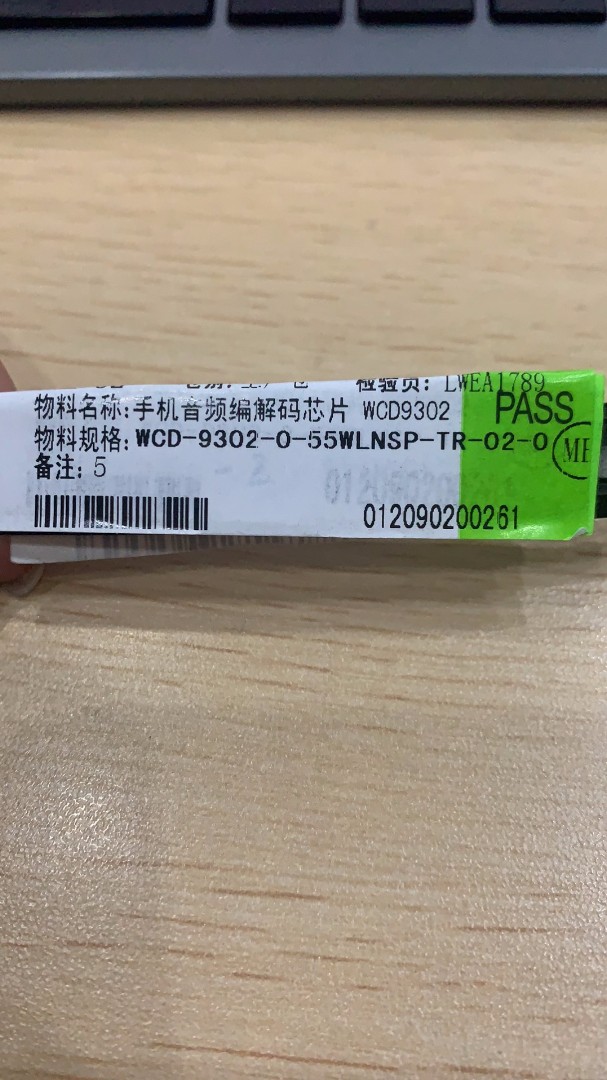 检验员: LWEA1789
物料名称:手机音频编解码芯片 WCD9302
PASS
物料规格:WCD-9302-0-55WLNSP-TR-02-0
ME
备注: 5
012090200261